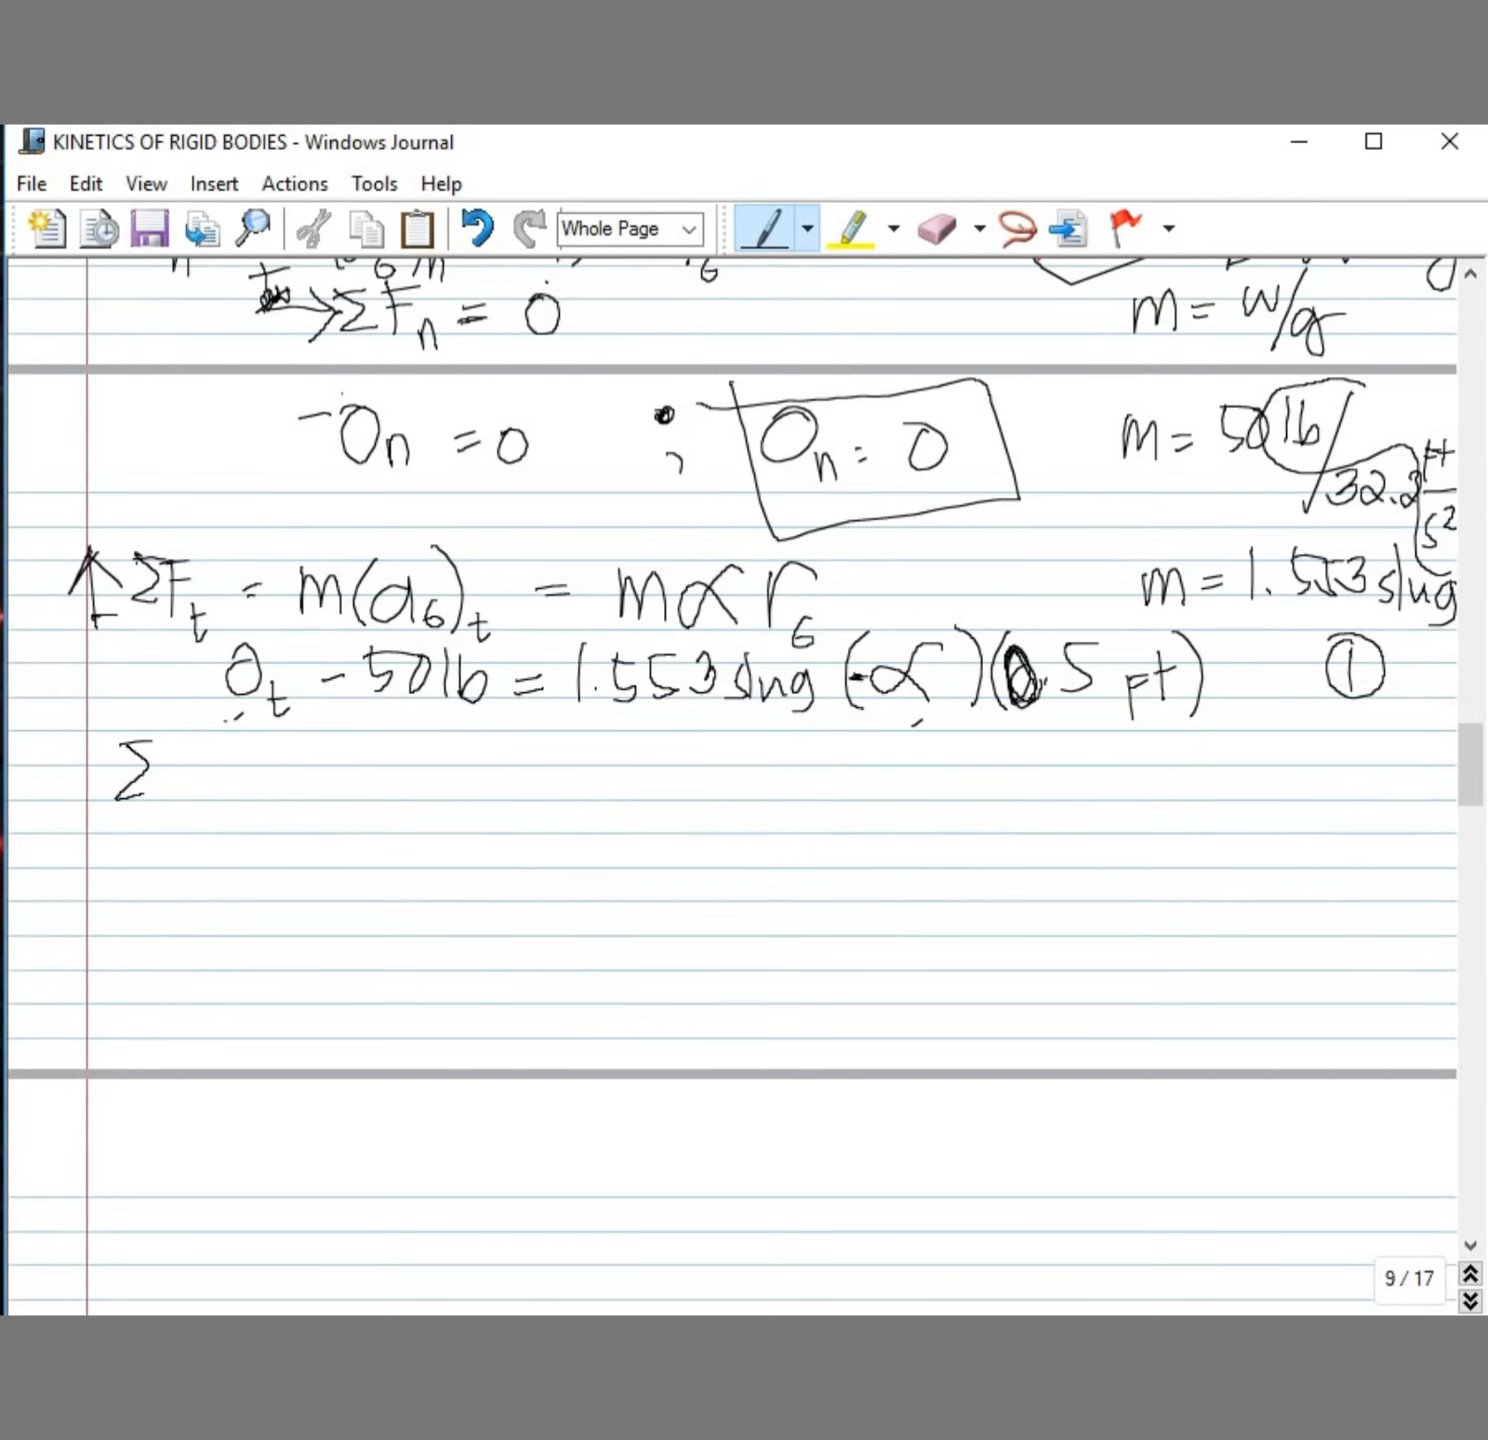 KINETICS OF RIGID BODIES - Windows Journal
File Edit View Insert Actions Tools Help
Whole Page
ΣFn = 0
m = w/g
-On = 0 ; On = 0
m = 50 lb/32.2 Ft/s²
ΣFt = m(aG)t = mαrG
m = 1.553 slug
Ot - 50 lb = 1.553 slug (-α)(0.5 Ft) ①
Σ
9 / 17